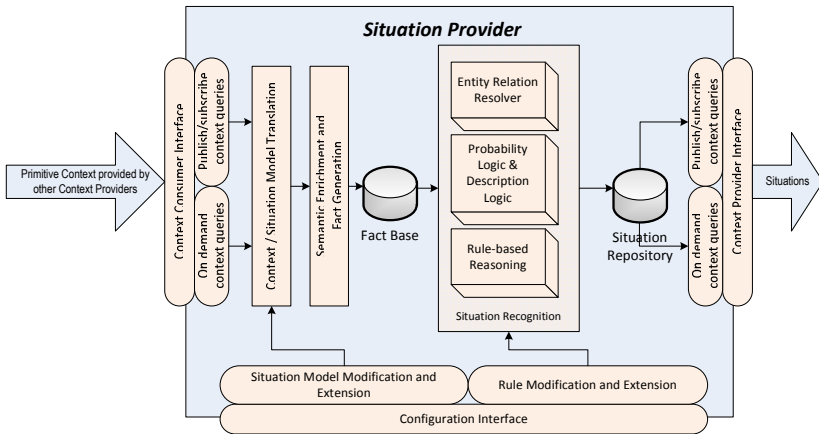 Situation Provider
Primitive Context provided by
other Context Providers
Context Consumer Interface
Publish/subscribe
context queries
On demand
context queries
Context / Situation Model Translation
Semantic Enrichment and
Fact Generation
Fact Base
Entity Relation
Resolver
Probability
Logic &
Description
Logic
Rule-based
Reasoning
Situation Recognition
Situation
Repository
Publish/subscribe
context queries
On demand
context queries
Context Provider Interface
Situations
Situation Model Modification and
Extension
Rule Modification and Extension
Configuration Interface